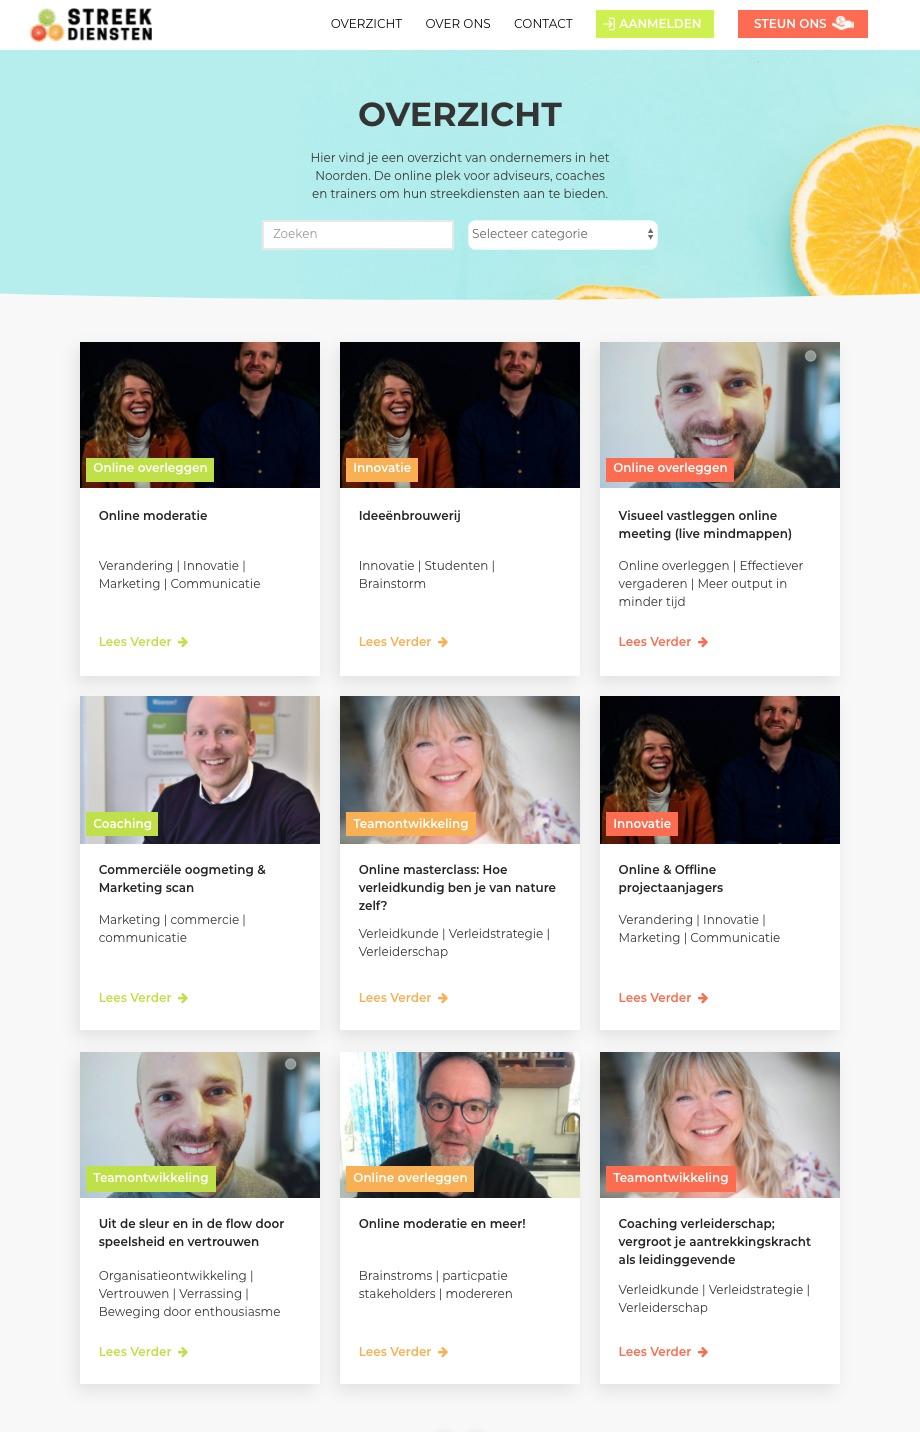 STREEK
DIENSTEN
OVERZICHT OVER ONS CONTACT AANMELDEN STEUN ONS
OVERZICHT
Hier vind je een overzicht van ondernemers in het
Noorden. De online plek voor adviseurs, coaches
en trainers om hun streekdiensten aan te bieden.
Zoeken
Selecteer categorie
Online overleggen
Online moderatie
Verandering | Innovatie |
Marketing | Communicatie
Lees Verder
Innovatie
Ideeënbrouwerij
Innovatie | Studenten |
Brainstorm
Lees Verder
Online overleggen
Visueel vastleggen online
meeting (live mindmappen)
Online overleggen | Effectiever
vergaderen | Meer output in
minder tijd
Lees Verder
Coaching
Commerciële oogmeting &
Marketing scan
Marketing | commercie |
communicatie
Lees Verder
Teamontwikkeling
Online masterclass: Hoe
verleidkundig ben je van nature
zelf?
Verleidkunde | Verleidstrategie |
Verleiderschap
Lees Verder
Innovatie
Online & Offline
projectaanjagers
Verandering | Innovatie |
Marketing | Communicatie
Lees Verder
Teamontwikkeling
Uit de sleur en in de flow door
speelsheid en vertrouwen
Organisatieontwikkeling |
Vertrouwen | Verrassing |
Beweging door enthousiasme
Lees Verder
Online overleggen
Online moderatie en meer!
Brainstroms | particpatie
stakeholders | modereren
Lees Verder
Teamontwikkeling
Coaching verleiderschap;
vergroot je aantrekkingskracht
als leidinggevende
Verleidkunde | Verleidstrategie |
Verleiderschap
Lees Verder